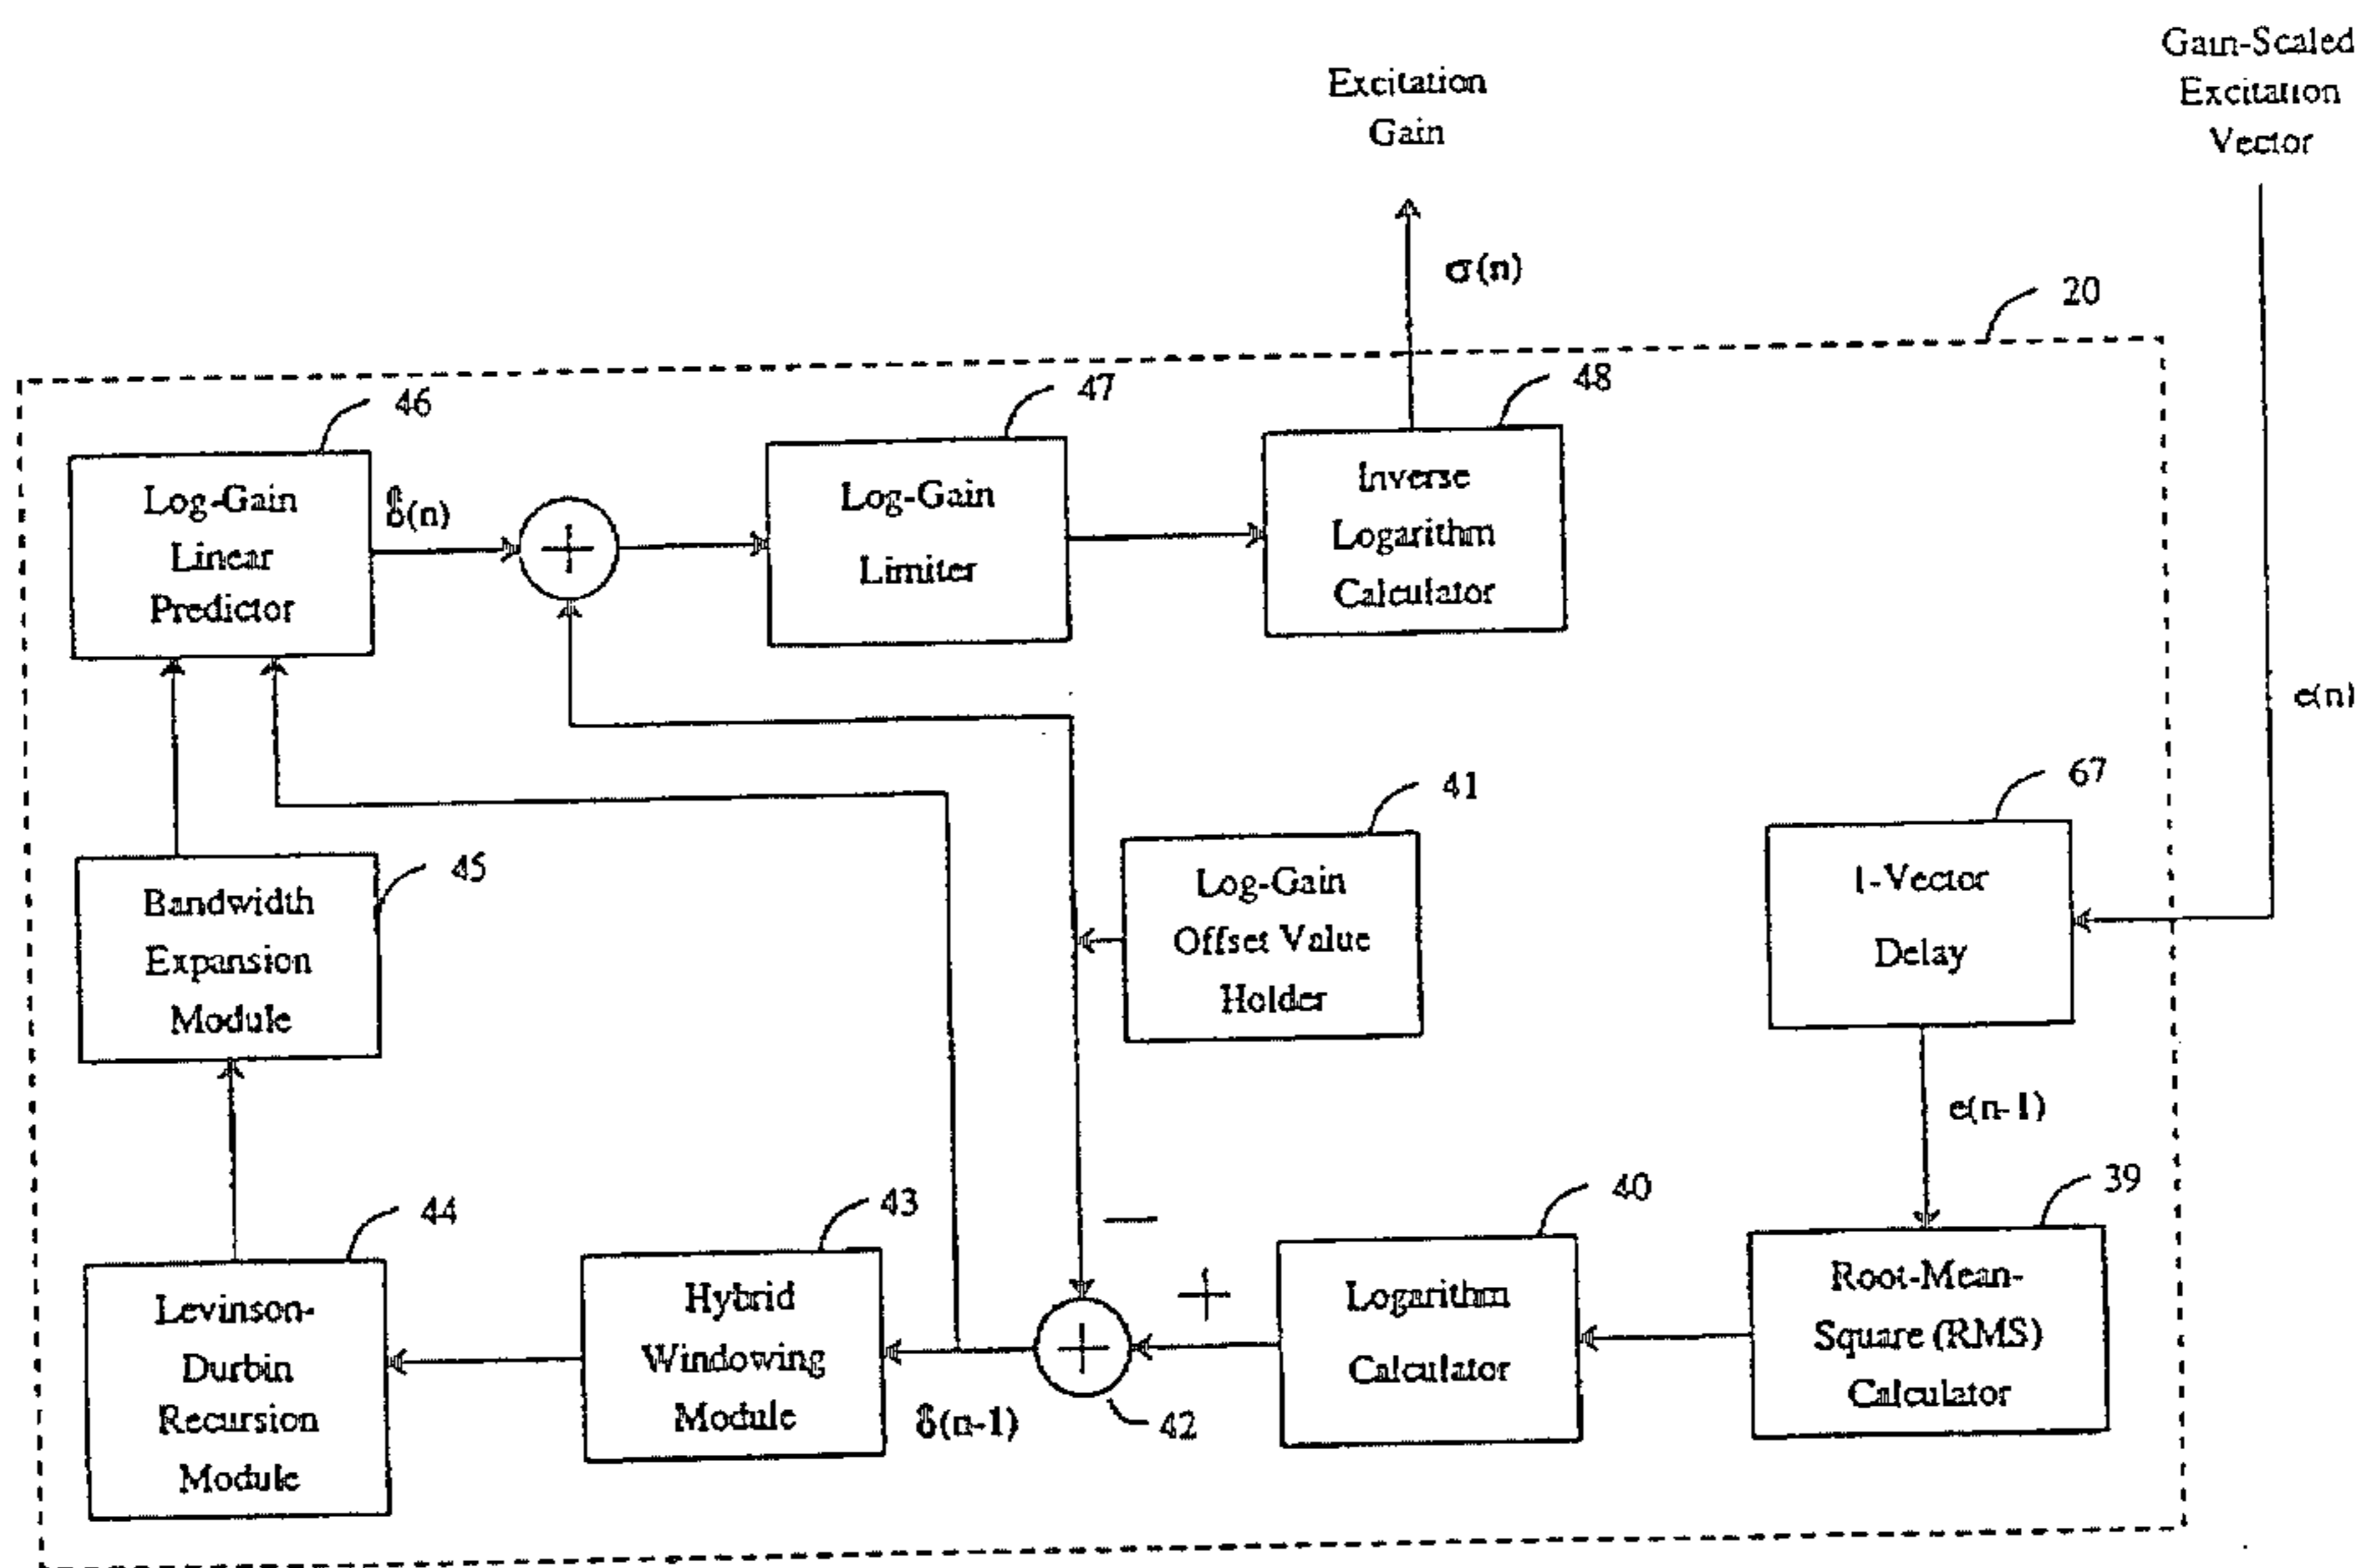 Gain-Scaled
Excitation
Vector
Excitation
Gain
σ(n)
20
46
47
48
Log-Gain
Linear
Predictor
δ̂(n)
+
Log-Gain
Limiter
Inverse
Logarithm
Calculator
e(n)
41
67
45
Bandwidth
Expansion
Module
Log-Gain
Offset Value
Holder
1-Vector
Delay
e(n-1)
44
43
40
39
−
+
Levinson-
Durbin
Recursion
Module
Hybrid
Windowing
Module
δ(n-1)
+
42
Logarithm
Calculator
Root-Mean-
Square (RMS)
Calculator